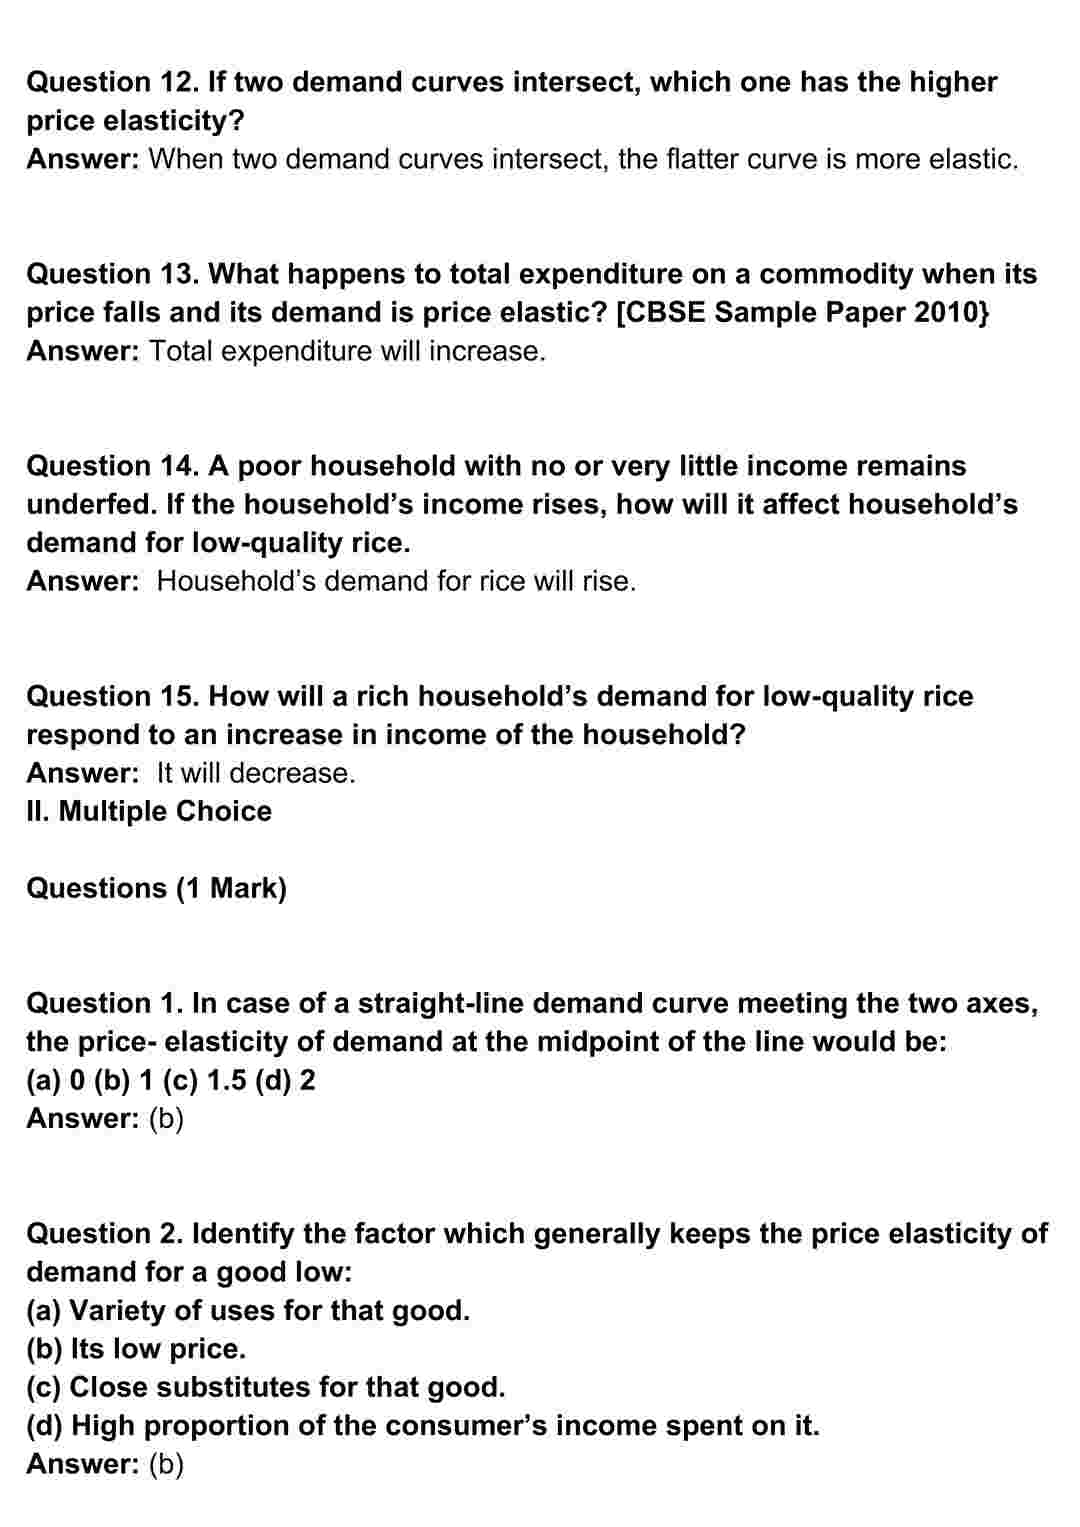 Question 12. If two demand curves intersect, which one has the higher
price elasticity?
Answer: When two demand curves intersect, the flatter curve is more elastic.
Question 13. What happens to total expenditure on a commodity when its
price falls and its demand is price elastic? [CBSE Sample Paper 2010}
Answer: Total expenditure will increase.
Question 14. A poor household with no or very little income remains
underfed. If the household’s income rises, how will it affect household’s
demand for low-quality rice.
Answer:  Household’s demand for rice will rise.
Question 15. How will a rich household’s demand for low-quality rice
respond to an increase in income of the household?
Answer:  It will decrease.
II. Multiple Choice
Questions (1 Mark)
Question 1. In case of a straight-line demand curve meeting the two axes,
the price- elasticity of demand at the midpoint of the line would be:
(a) 0 (b) 1 (c) 1.5 (d) 2
Answer: (b)
Question 2. Identify the factor which generally keeps the price elasticity of
demand for a good low:
(a) Variety of uses for that good.
(b) Its low price.
(c) Close substitutes for that good.
(d) High proportion of the consumer’s income spent on it.
Answer: (b)